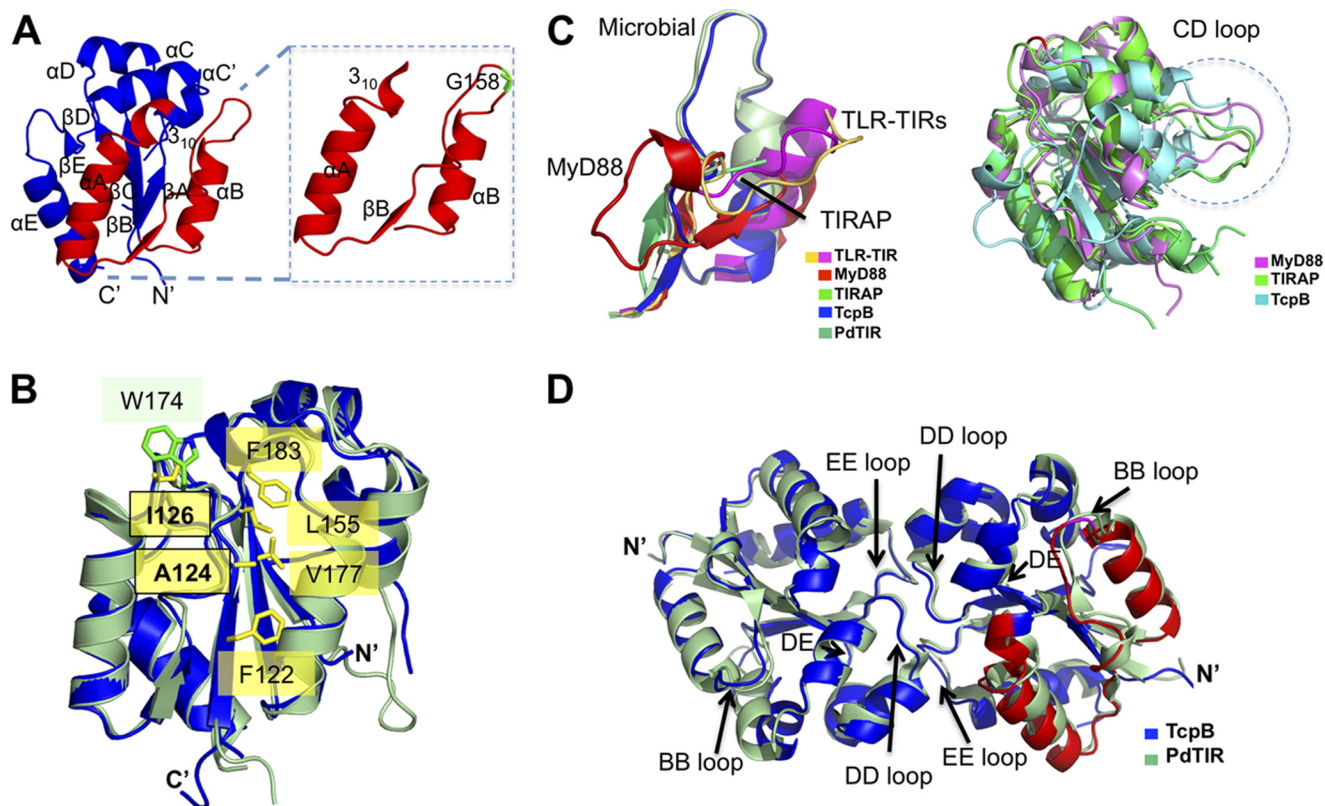 A
αD
αC
αC’
βD
3₁₀
βE
αA
βC
βA
αB
αE
βB
C’
N’
3₁₀
G158
αA
βB
αB
B
W174
F183
I126
L155
A124
V177
F122
N’
C’
C
Microbial
TLR-TIRs
MyD88
TIRAP
TLR-TIR
MyD88
TIRAP
TcpB
PdTIR
CD loop
MyD88
TIRAP
TcpB
D
DD loop
EE loop
BB loop
N’
DE
DE
N’
BB loop
DD loop
EE loop
TcpB
PdTIR